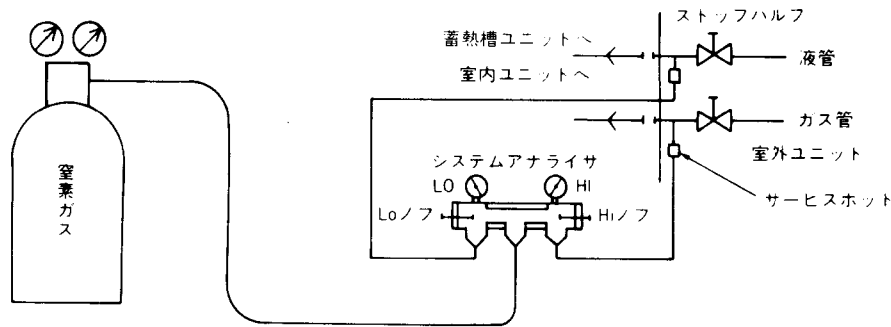 ストップバルブ
蓄熱槽ユニットへ
液管
室内ユニットへ
ガス管
室外ユニット
サービスポット
システムアナライザ
LO
HI
Loノブ
Hiノブ
窒素ガス